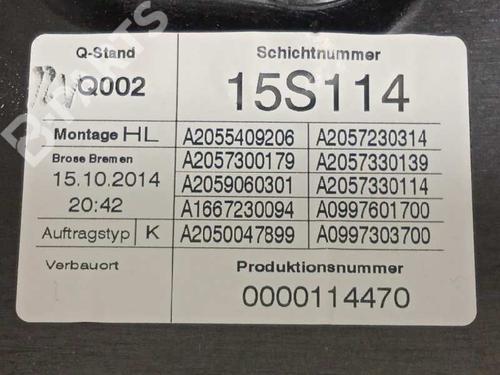 Q-Stand
Q002
Schichtnummer
15S114
Montage HL
Brose Bremen
15.10.2014
20:42
A2055409206 A2057230314
A2057300179 A2057330139
A2059060301 A2057330114
A1667230094 A0997601700
A2050047899 A0997303700
Auftragstyp K
Verbauort
Produktionsnummer
0000114470